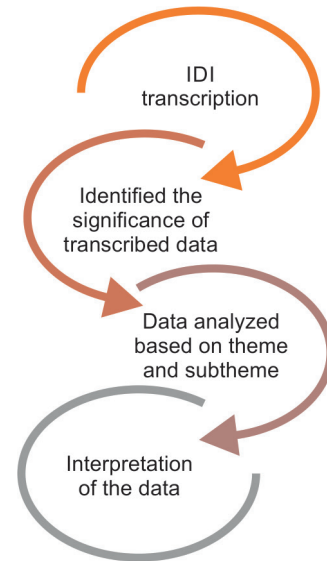 IDI
transcription
Identified the
significance of
transcribed data
Data analyzed
based on theme
and subtheme
Interpretation
of the data